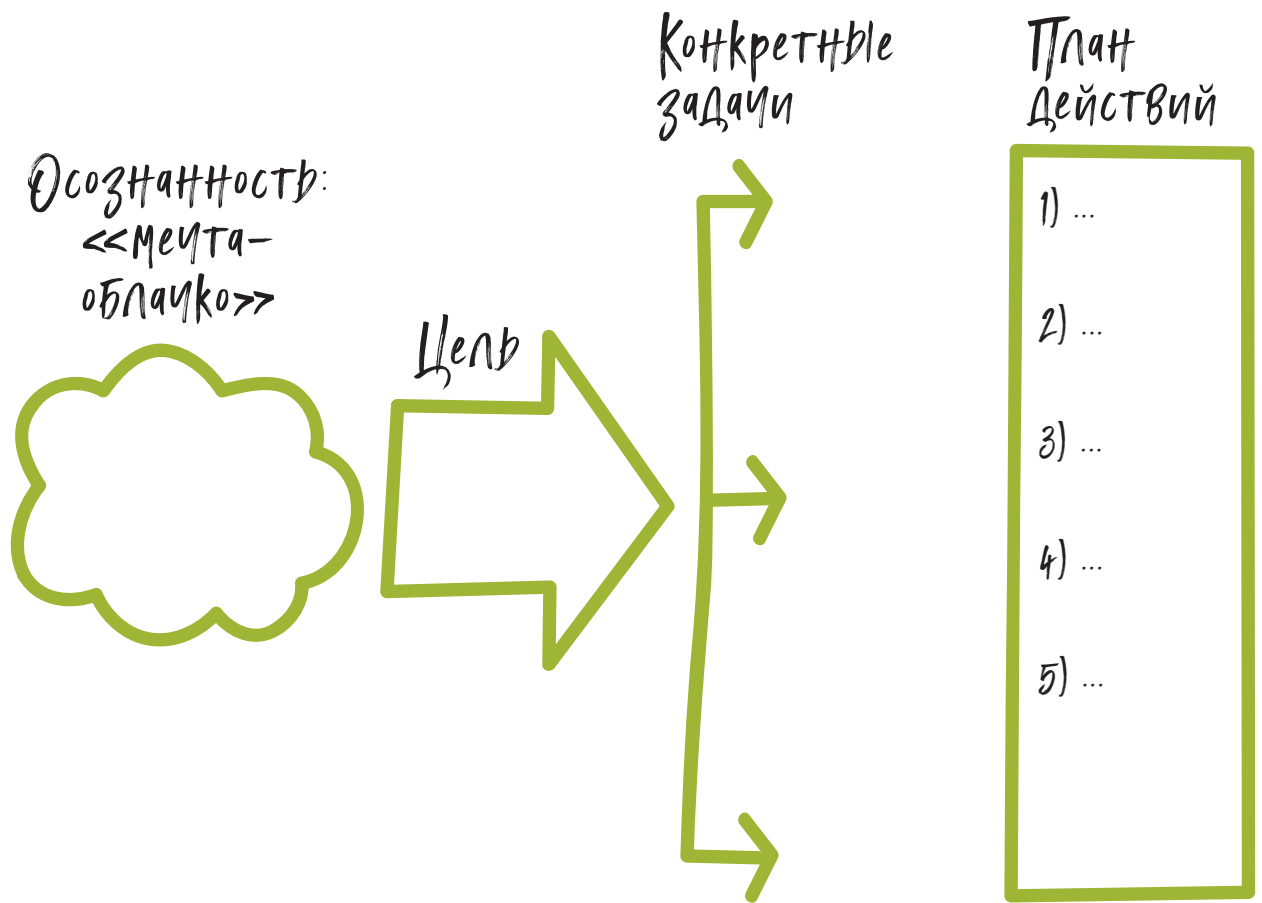 Осознанность:
<<мечта-
облачко>>
Цель
Конкретные
задачи
План
действий
1) ...
2) ...
3) ...
4) ...
5) ...